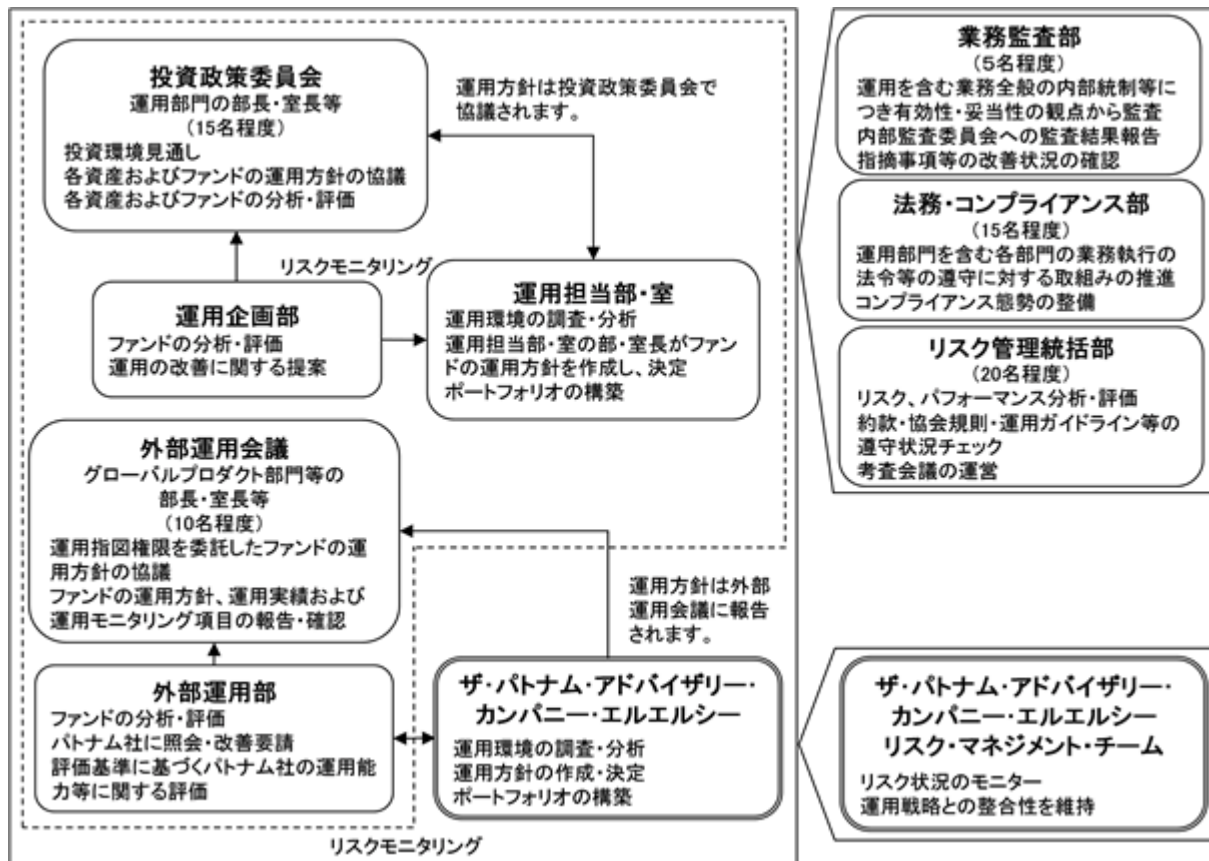 投資政策委員会
運用部門の部長・室長等
(15名程度)
投資環境見通し
各資産およびファンドの運用方針の協議
各資産およびファンドの分析・評価
運用方針は投資政策委員会で
協議されます。
リスクモニタリング
運用企画部
ファンドの分析・評価
運用の改善に関する提案
運用担当部・室
運用環境の調査・分析
運用担当部・室の部・室長がファン
ドの運用方針を作成し、決定
ポートフォリオの構築
外部運用会議
グローバルプロダクト部門等の
部長・室長等
(10名程度)
運用指図権限を委託したファンドの運
用方針の協議
ファンドの運用方針、運用実績および
運用モニタリング項目の報告・確認
運用方針は外部
運用会議に報告
されます。
外部運用部
ファンドの分析・評価
パトナム社に照会・改善要請
評価基準に基づくパトナム社の運用能
力等に関する評価
ザ・パトナム・アドバイザリー・
カンパニー・エルエルシー
運用環境の調査・分析
運用方針の作成・決定
ポートフォリオの構築
リスクモニタリング
業務監査部
(5名程度)
運用を含む業務全般の内部統制等に
つき有効性・妥当性の観点から監査
内部監査委員会への監査結果報告
指摘事項等の改善状況の確認
法務・コンプライアンス部
(15名程度)
運用部門を含む各部門の業務執行の
法令等の遵守に対する取組みの推進
コンプライアンス態勢の整備
リスク管理統括部
(20名程度)
リスク、パフォーマンス分析・評価
約款・協会規則・運用ガイドライン等の
遵守状況チェック
考査会議の運営
ザ・パトナム・アドバイザリー・
カンパニー・エルエルシー
リスク・マネジメント・チーム
リスク状況のモニター
運用戦略との整合性を維持